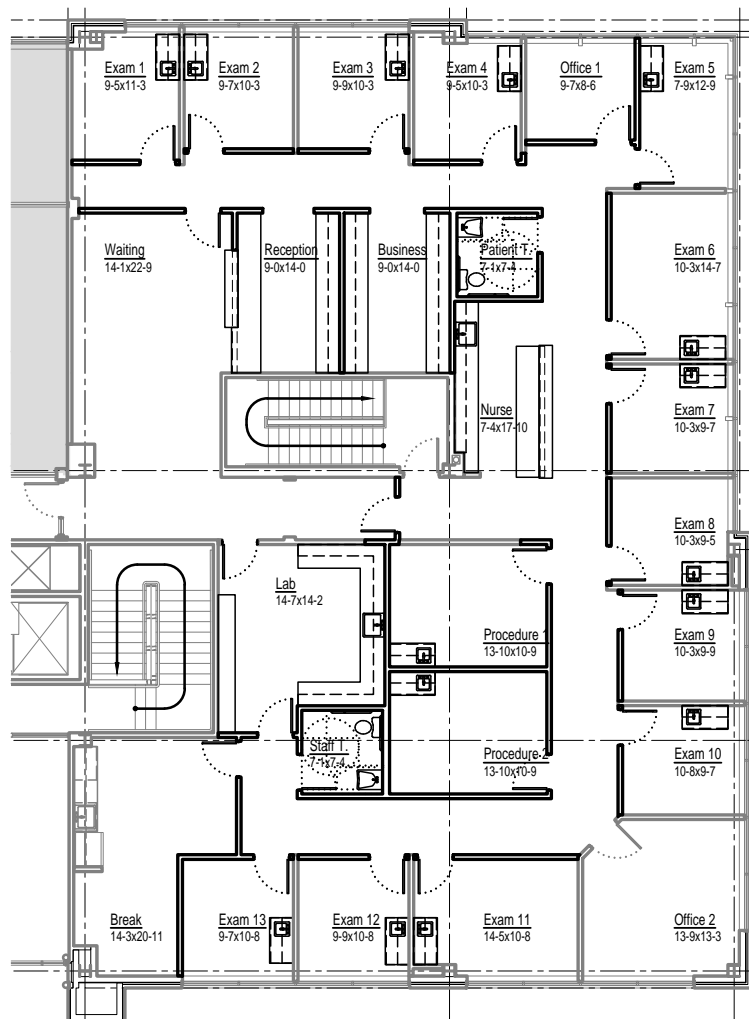 Exam 1
9-5x11-3
Exam 2
9-7x10-3
Exam 3
9-9x10-3
Exam 4
9-5x10-3
Office 1
9-7x8-6
Exam 5
7-9x12-9
Waiting
14-1x22-9
Reception
9-0x14-0
Business
9-0x14-0
Patient T.
7-1x7-4
Exam 6
10-3x14-7
Nurse
7-4x17-10
Exam 7
10-3x9-7
Exam 8
10-3x9-5
Lab
14-7x14-2
Procedure 1
13-10x10-9
Exam 9
10-3x9-9
Staff T.
7-1x7-4
Procedure 2
13-10x10-9
Exam 10
10-8x9-7
Break
14-3x20-11
Exam 13
9-7x10-8
Exam 12
9-9x10-8
Exam 11
14-5x10-8
Office 2
13-9x13-3